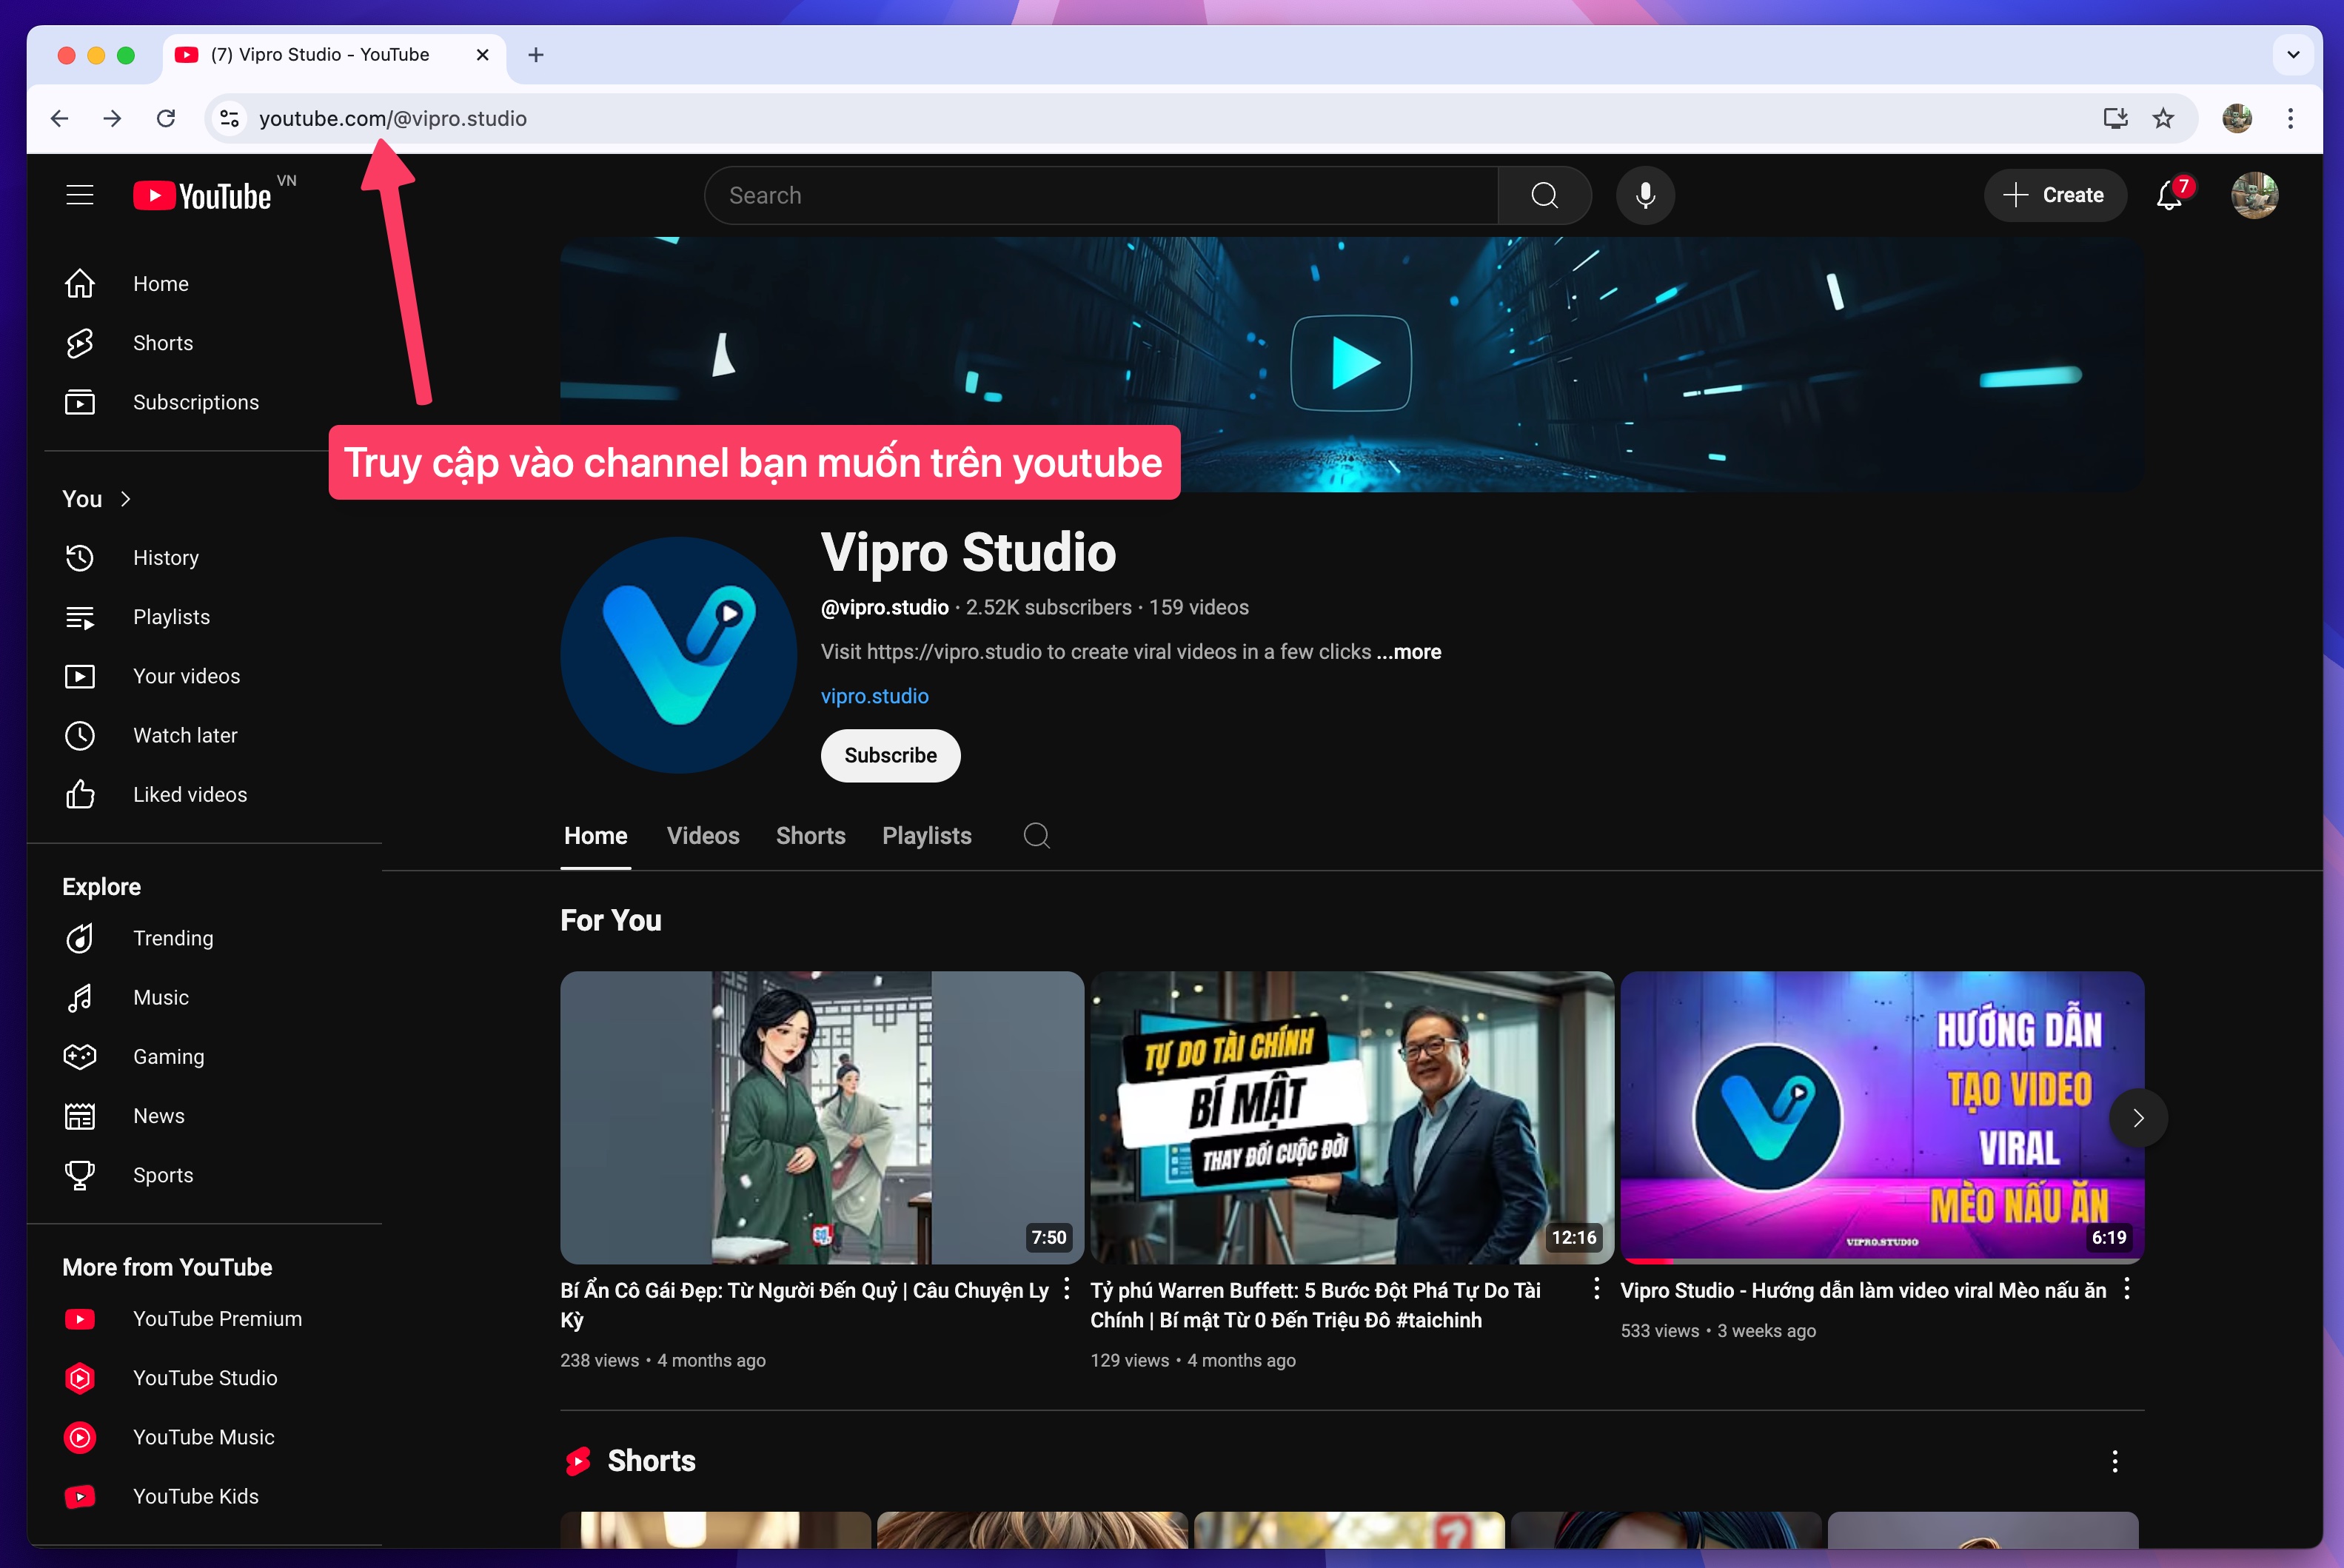 (7) Vipro Studio - YouTube
youtube.com/@vipro.studio
YouTube VN
Search
Create
7
Home
Shorts
Subscriptions
Truy cập vào channel bạn muốn trên youtube
You
History
Playlists
Your videos
Watch later
Liked videos
Explore
Trending
Music
Gaming
News
Sports
More from YouTube
YouTube Premium
YouTube Studio
YouTube Music
YouTube Kids
Vipro Studio
@vipro.studio · 2.52K subscribers · 159 videos
Visit https://vipro.studio to create viral videos in a few clicks ...more
vipro.studio
Subscribe
Home Videos Shorts Playlists
For You
7:50
Bí Ẩn Cô Gái Đẹp: Từ Người Đến Quỷ | Câu Chuyện Ly
Kỳ
238 views • 4 months ago
TỰ DO TÀI CHÍNH
BÍ MẬT
THAY ĐỔI CUỘC ĐỜI
12:16
Tỷ phú Warren Buffett: 5 Bước Đột Phá Tự Do Tài
Chính | Bí mật Từ 0 Đến Triệu Đô #taichinh
129 views • 4 months ago
HƯỚNG DẪN
TẠO VIDEO
VIRAL
MÈO NẤU ĂN
VIPRO.STUDIO
6:19
Vipro Studio - Hướng dẫn làm video viral Mèo nấu ăn
533 views • 3 weeks ago
Shorts
?